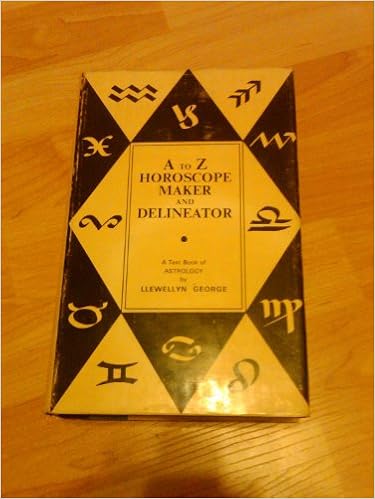 A TO Z
HOROSCOPE
MAKER
AND
DELINEATOR
A Text Book of
ASTROLOGY
by
LLEWELLYN GEORGE